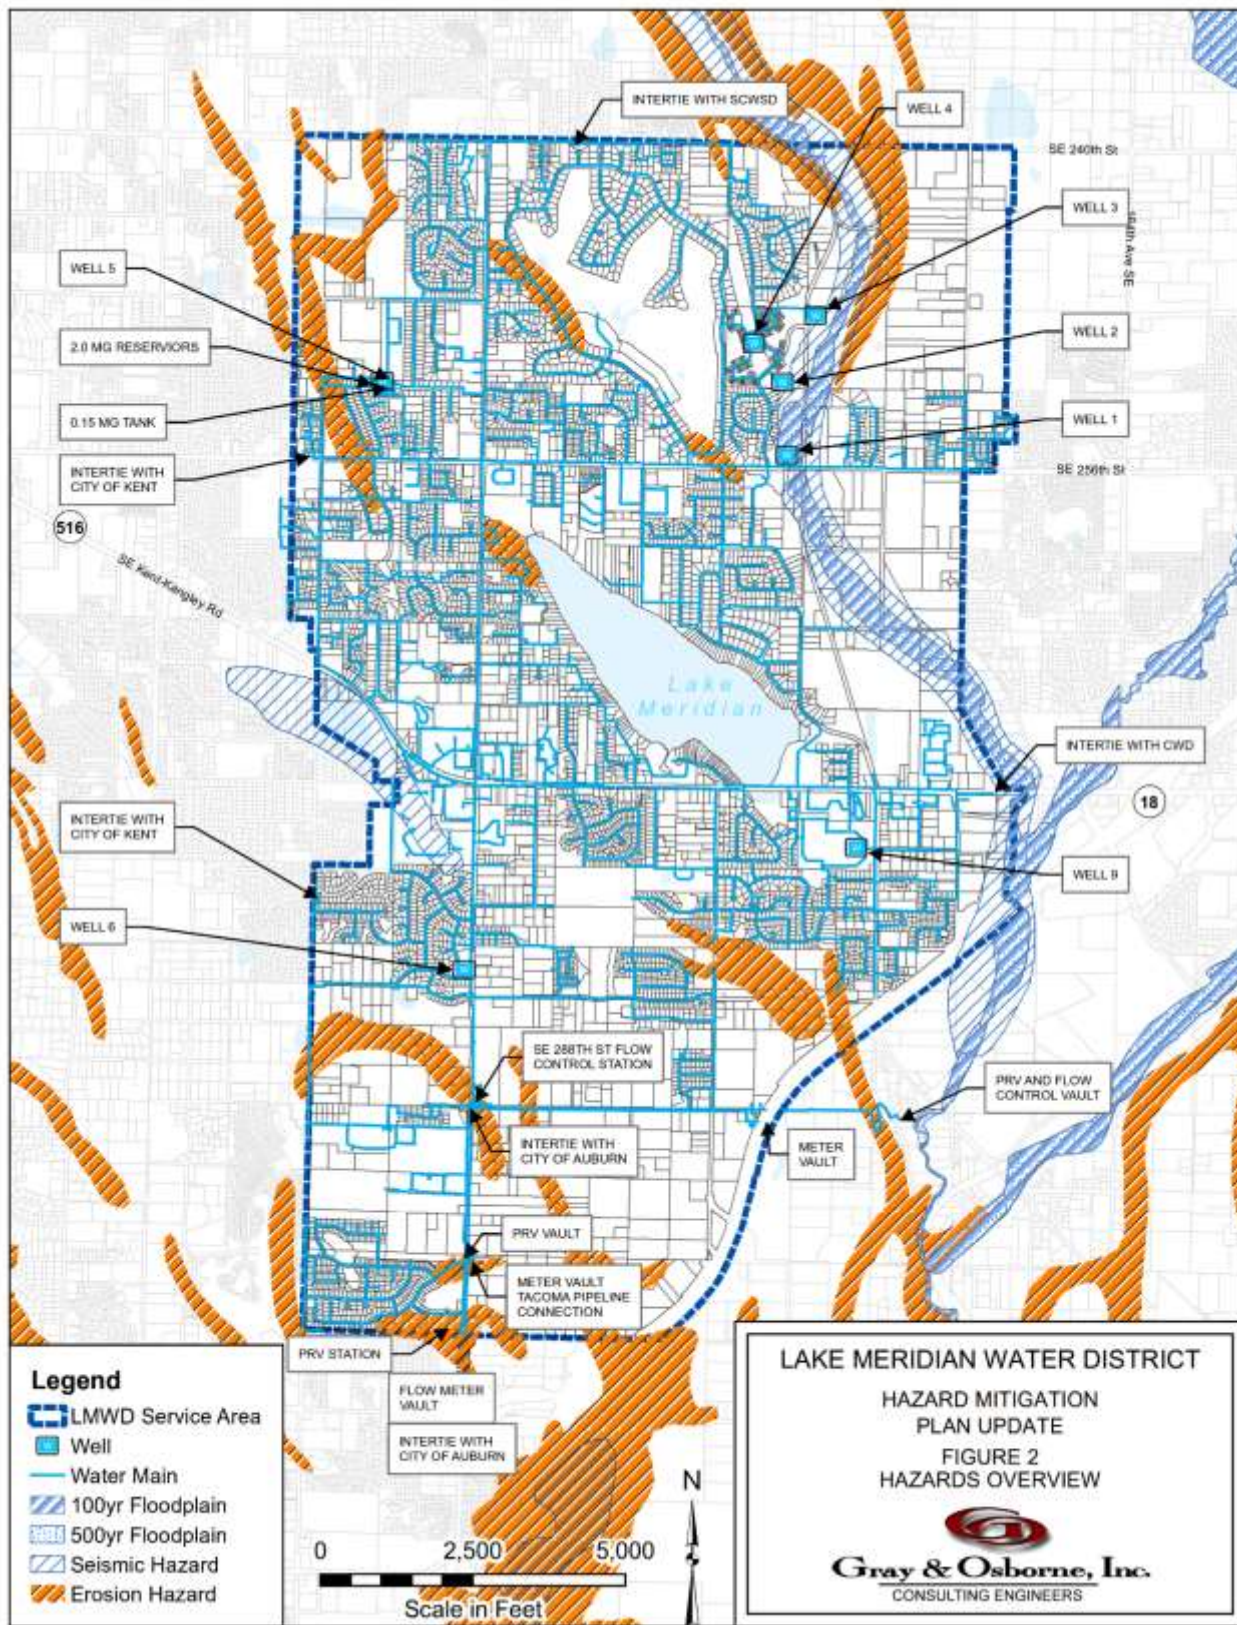 INTERTIE WITH SCWSD
WELL 4
SE 240th St
WELL 3
164th Ave SE
WELL 5
2.0 MG RESERVIORS
WELL 2
0.15 MG TANK
WELL 1
INTERTIE WITH
CITY OF KENT
SE 256th St
516
SE Kent-Kangley Rd
Lake
Meridian
INTERTIE WITH CWD
18
INTERTIE WITH
CITY OF KENT
WELL 9
WELL 6
SE 288TH ST FLOW
CONTROL STATION
PRV AND FLOW
CONTROL VAULT
INTERTIE WITH
CITY OF AUBURN
METER
VAULT
PRV VAULT
METER VAULT
TACOMA PIPELINE
CONNECTION
PRV STATION
FLOW METER
VAULT
INTERTIE WITH
CITY OF AUBURN
Legend
LMWD Service Area
Well
Water Main
100yr Floodplain
500yr Floodplain
Seismic Hazard
Erosion Hazard
N
0 2,500 5,000
Scale in Feet
LAKE MERIDIAN WATER DISTRICT
HAZARD MITIGATION
PLAN UPDATE
FIGURE 2
HAZARDS OVERVIEW
Gray & Osborne, Inc.
CONSULTING ENGINEERS